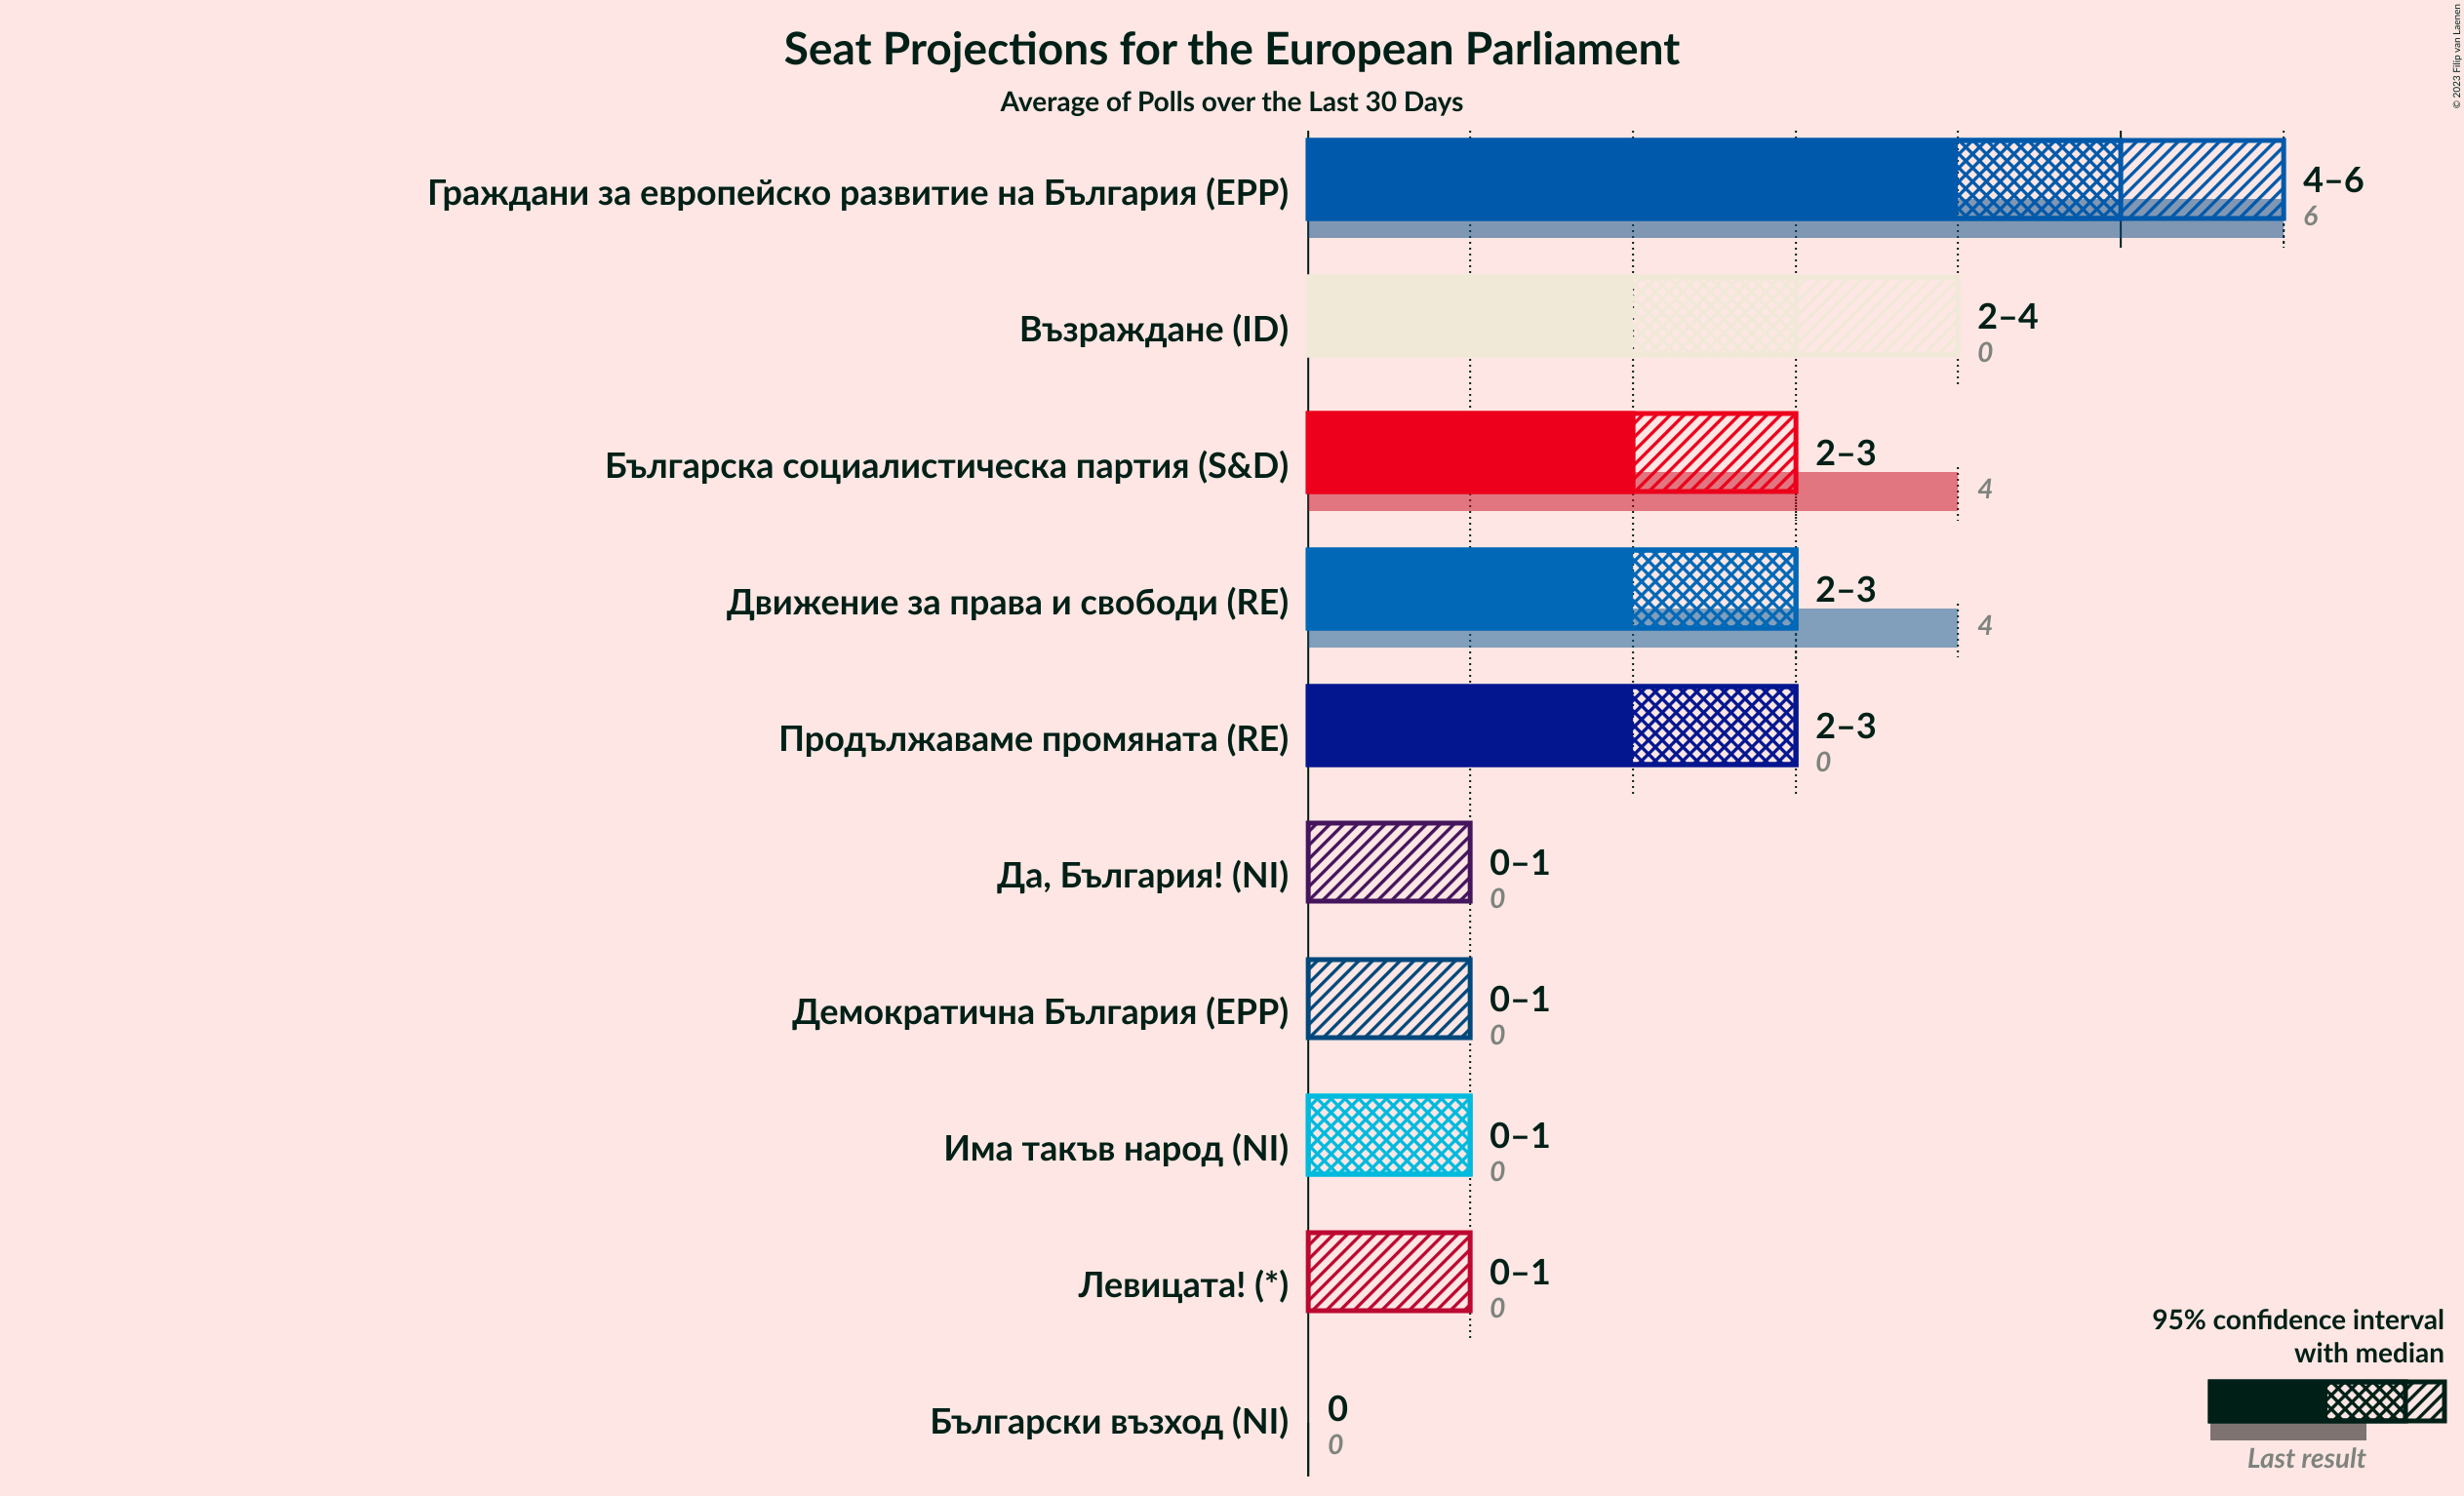 Seat Projections for the European Parliament
Average of Polls over the Last 30 Days
© 2023 Filip van Laenen
Граждани за европейско развитие на България (EPP)
4–6
6
Възраждане (ID)
2–4
0
Българска социалистическа партия (S&D)
2–3
4
Движение за права и свободи (RE)
2–3
4
Продължаваме промяната (RE)
2–3
0
Да, България! (NI)
0–1
0
Демократична България (EPP)
0–1
0
Има такъв народ (NI)
0–1
0
Левицата! (*)
0–1
0
Български възход (NI)
0
0
95% confidence interval
with median
Last result